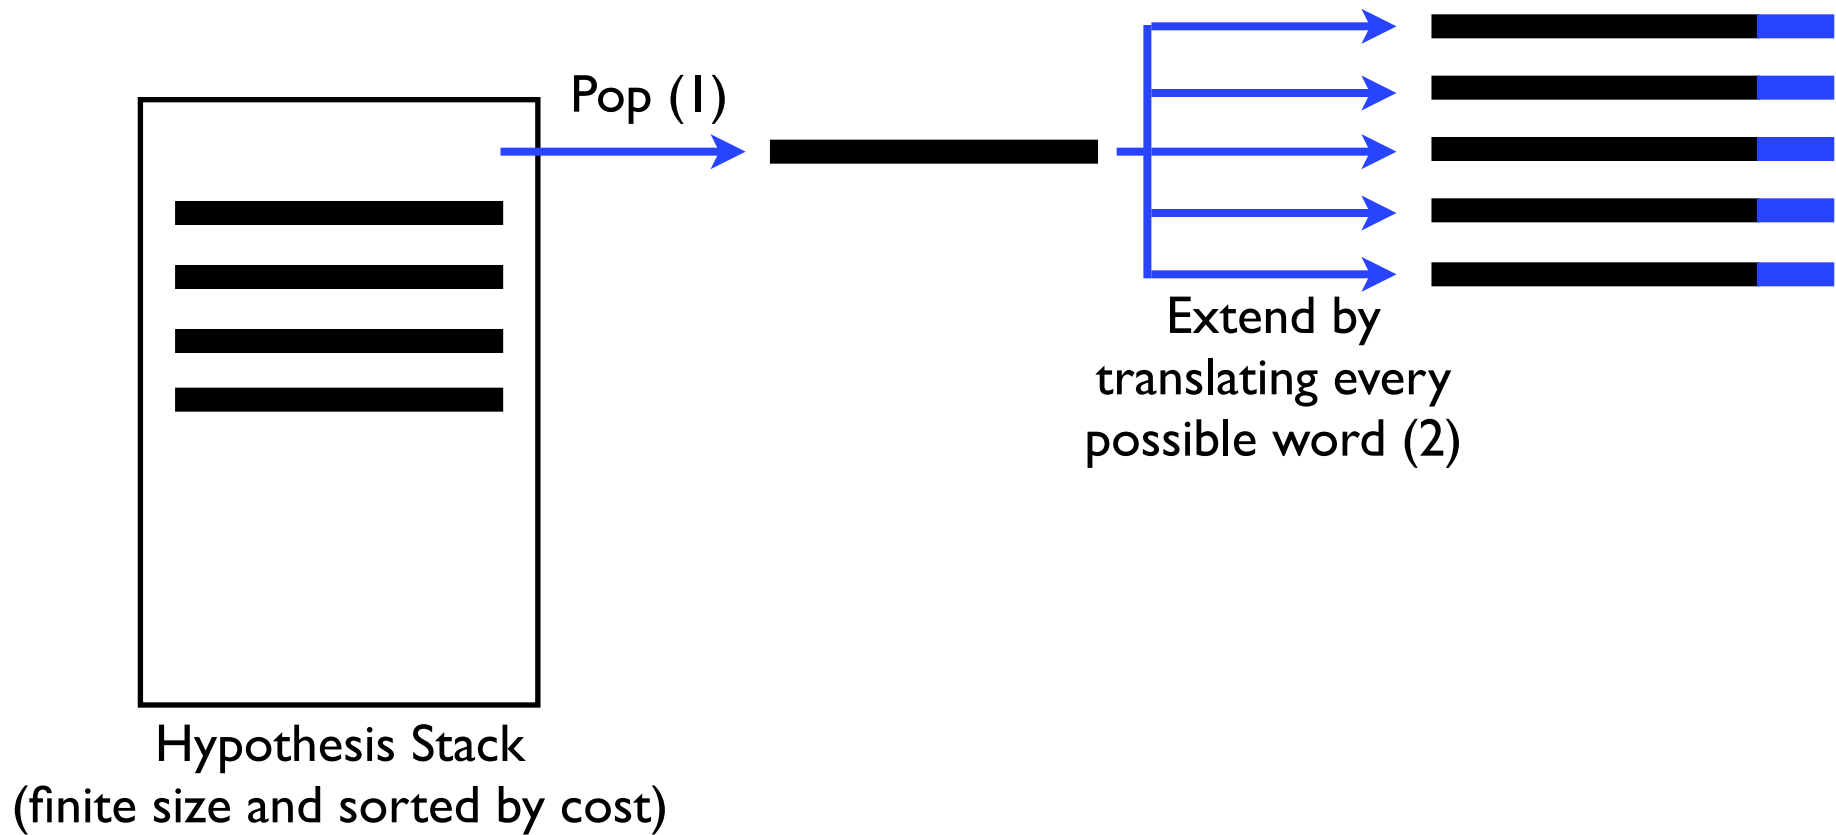 Pop (1)
Extend by
translating every
possible word (2)
Hypothesis Stack
(finite size and sorted by cost)